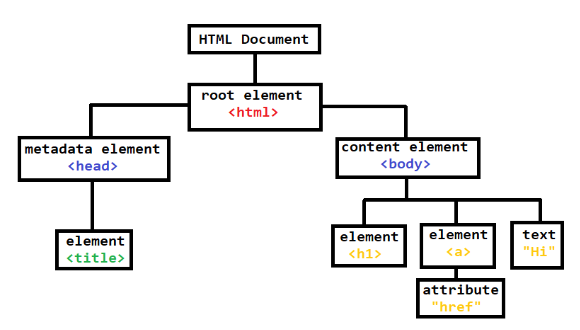 HTML Document
root element
<html>
metadata element
<head>
content element
<body>
element
<title>
element
<h1>
element
<a>
text
"Hi"
attribute
"href"